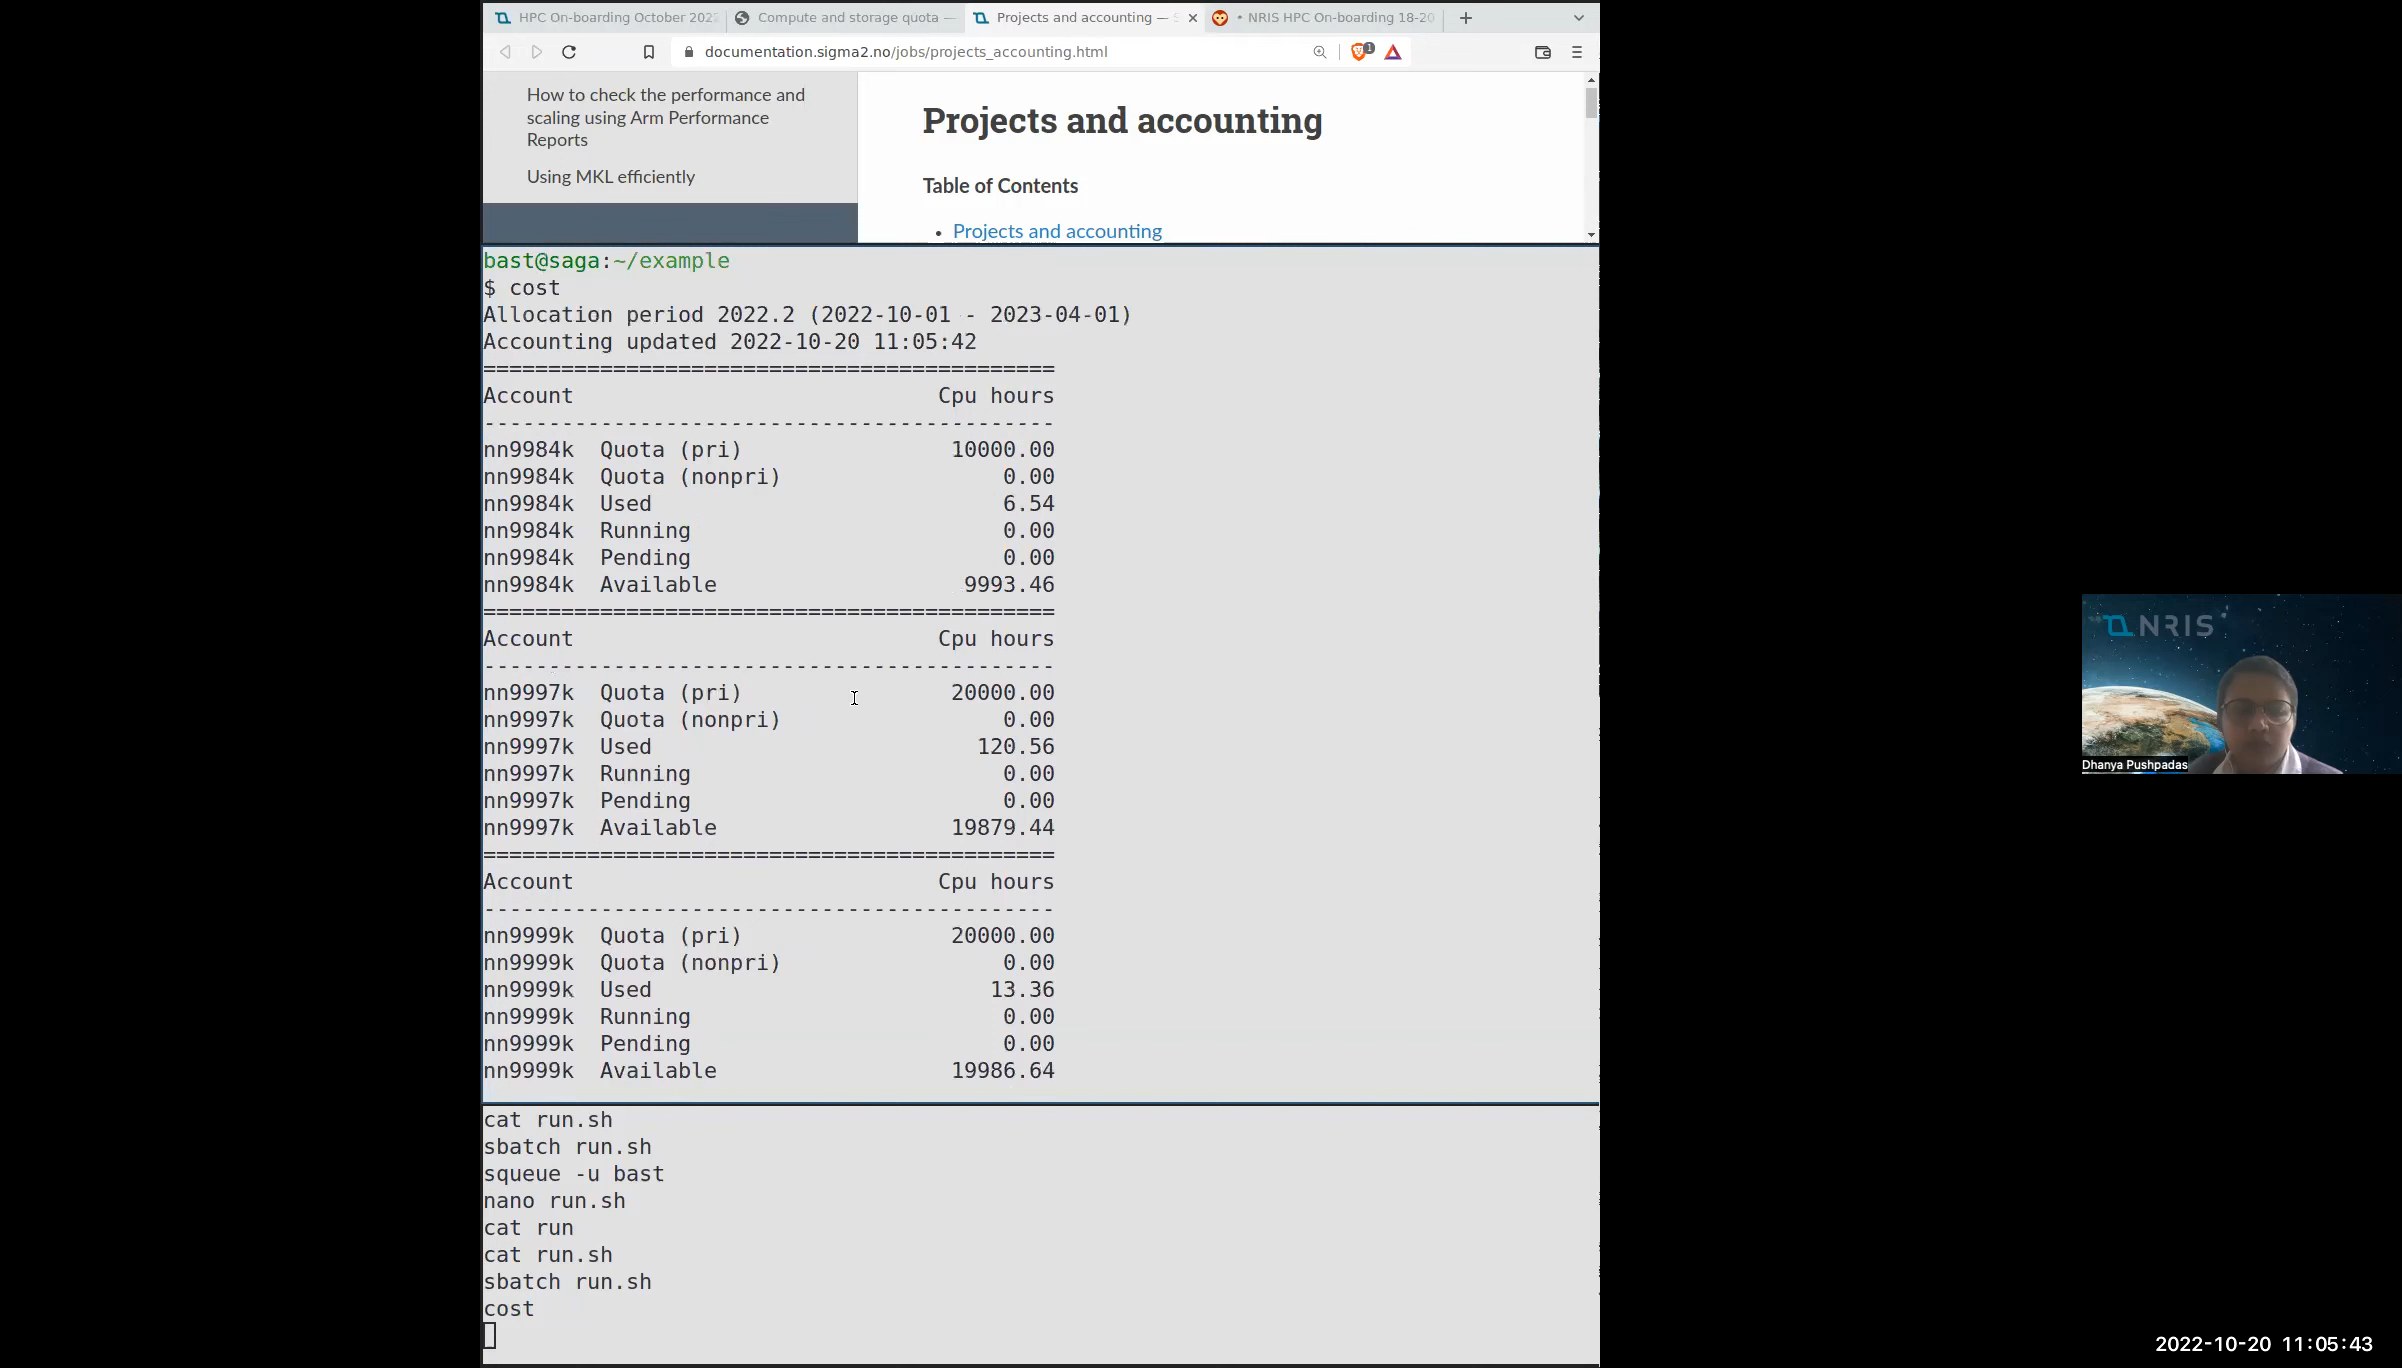 HPC On-boarding October 202
Compute and storage quota —
Projects and accounting — S
• NRIS HPC On-boarding 18-20
documentation.sigma2.no/jobs/projects_accounting.html
1
How to check the performance and
scaling using Arm Performance
Reports
Using MKL efficiently
Projects and accounting
Table of Contents
• Projects and accounting
bast@saga:~/example
$ cost
Allocation period 2022.2 (2022-10-01 - 2023-04-01)
Accounting updated 2022-10-20 11:05:42
============================================
Account                            Cpu hours
--------------------------------------------
nn9984k  Quota (pri)                10000.00
nn9984k  Quota (nonpri)                 0.00
nn9984k  Used                           6.54
nn9984k  Running                        0.00
nn9984k  Pending                        0.00
nn9984k  Available                   9993.46
============================================
Account                            Cpu hours
--------------------------------------------
nn9997k  Quota (pri)                20000.00
nn9997k  Quota (nonpri)                 0.00
nn9997k  Used                         120.56
nn9997k  Running                        0.00
nn9997k  Pending                        0.00
nn9997k  Available                  19879.44
============================================
Account                            Cpu hours
--------------------------------------------
nn9999k  Quota (pri)                20000.00
nn9999k  Quota (nonpri)                 0.00
nn9999k  Used                          13.36
nn9999k  Running                        0.00
nn9999k  Pending                        0.00
nn9999k  Available                  19986.64
cat run.sh
sbatch run.sh
squeue -u bast
nano run.sh
cat run
cat run.sh
sbatch run.sh
cost
NRIS
Dhanya Pushpadas
2022-10-20 11:05:43